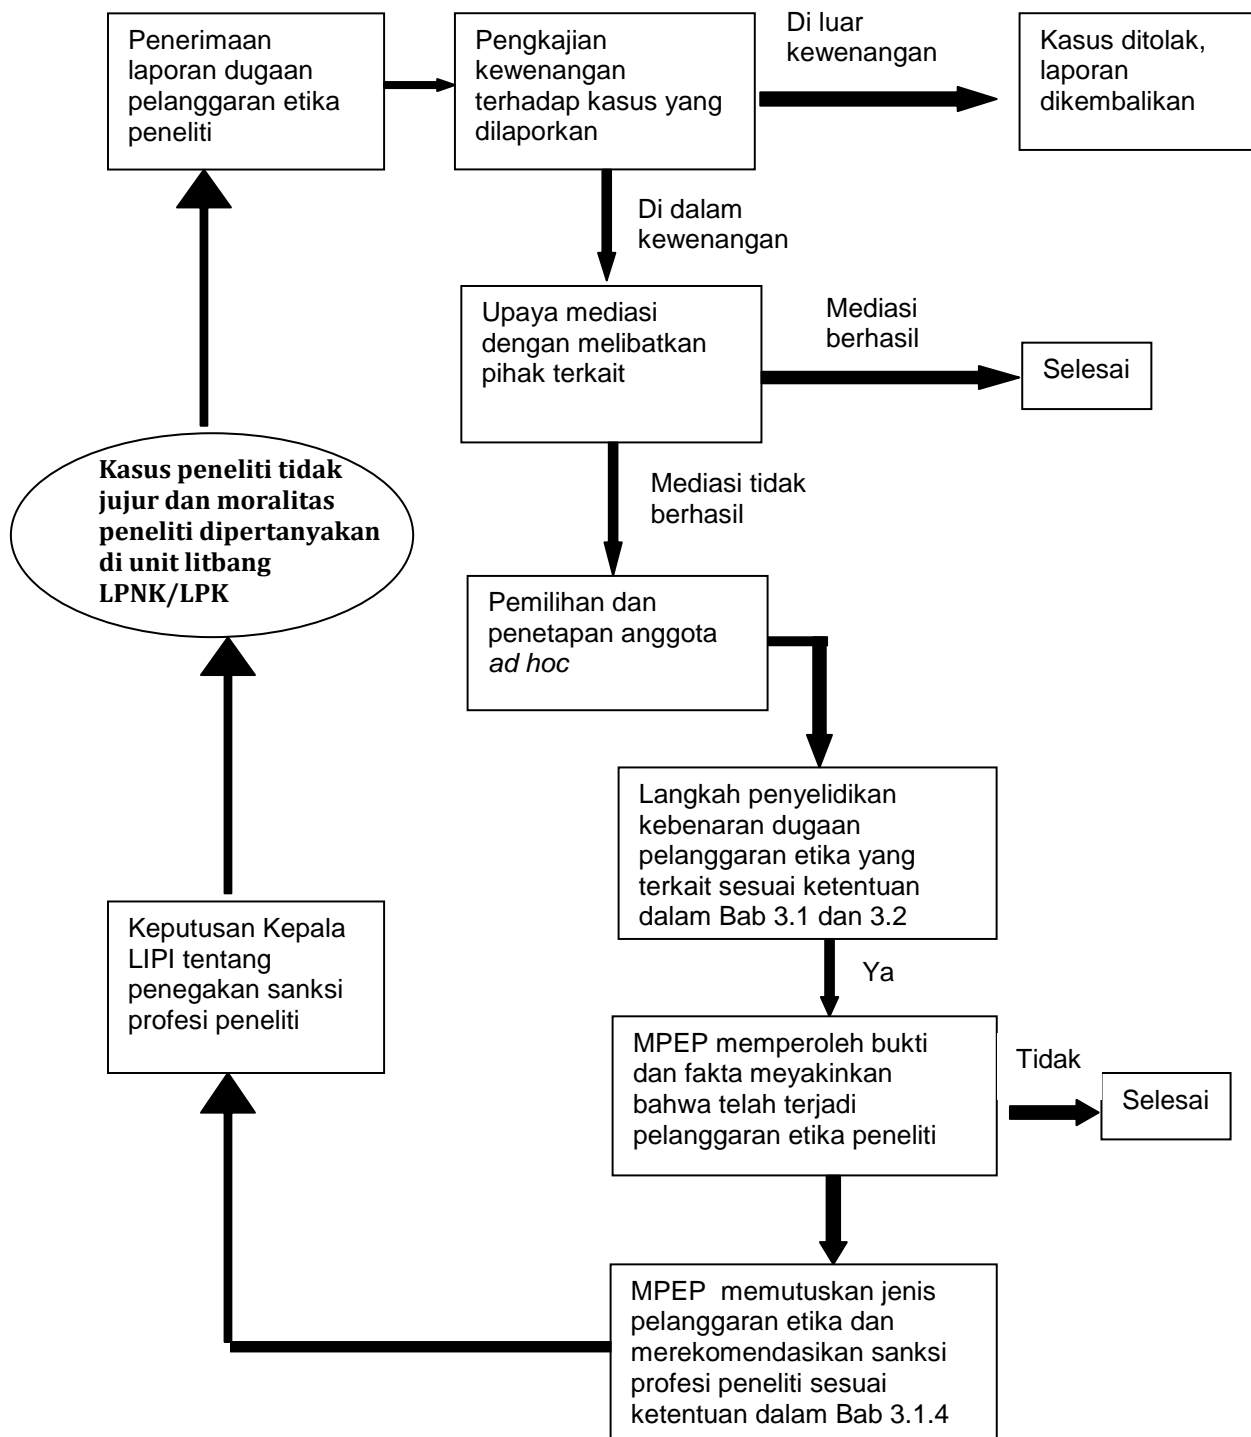 Penerimaan
laporan dugaan
pelanggaran etika
peneliti
Pengkajian
kewenangan
terhadap kasus yang
dilaporkan
Di luar
kewenangan
Kasus ditolak,
laporan
dikembalikan
Di dalam
kewenangan
Upaya mediasi
dengan melibatkan
pihak terkait
Mediasi
berhasil
Selesai
Kasus peneliti tidak
jujur dan moralitas
peneliti dipertanyakan
di unit litbang
LPNK/LPK
Mediasi tidak
berhasil
Pemilihan dan
penetapan anggota
ad hoc
Langkah penyelidikan
kebenaran dugaan
pelanggaran etika yang
terkait sesuai ketentuan
dalam Bab 3.1 dan 3.2
Keputusan Kepala
LIPI tentang
penegakan sanksi
profesi peneliti
Ya
MPEP memperoleh bukti
dan fakta meyakinkan
bahwa telah terjadi
pelanggaran etika peneliti
Tidak
Selesai
MPEP memutuskan jenis
pelanggaran etika dan
merekomendasikan sanksi
profesi peneliti sesuai
ketentuan dalam Bab 3.1.4